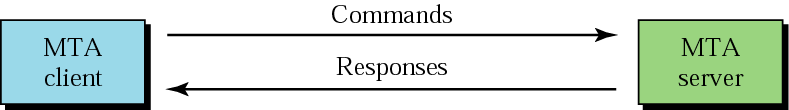 Commands
MTA
client
MTA
server
Responses